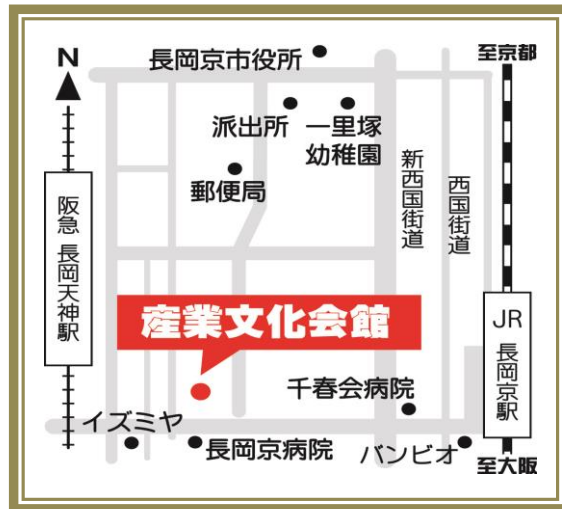 N
長岡京市役所
至京都
派出所
一里塚
幼稚園
郵便局
新西国街道
西国街道
阪急 長岡天神駅
産業文化会館
JR
長岡京駅
千春会病院
イズミヤ
長岡京病院
バンビオ
至大阪